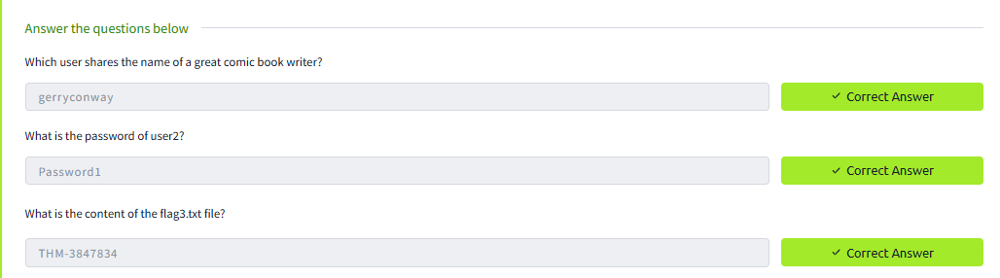 Answer the questions below
Which user shares the name of a great comic book writer?
gerryconway
✓ Correct Answer
What is the password of user2?
Password1
✓ Correct Answer
What is the content of the flag3.txt file?
THM-3847834
✓ Correct Answer